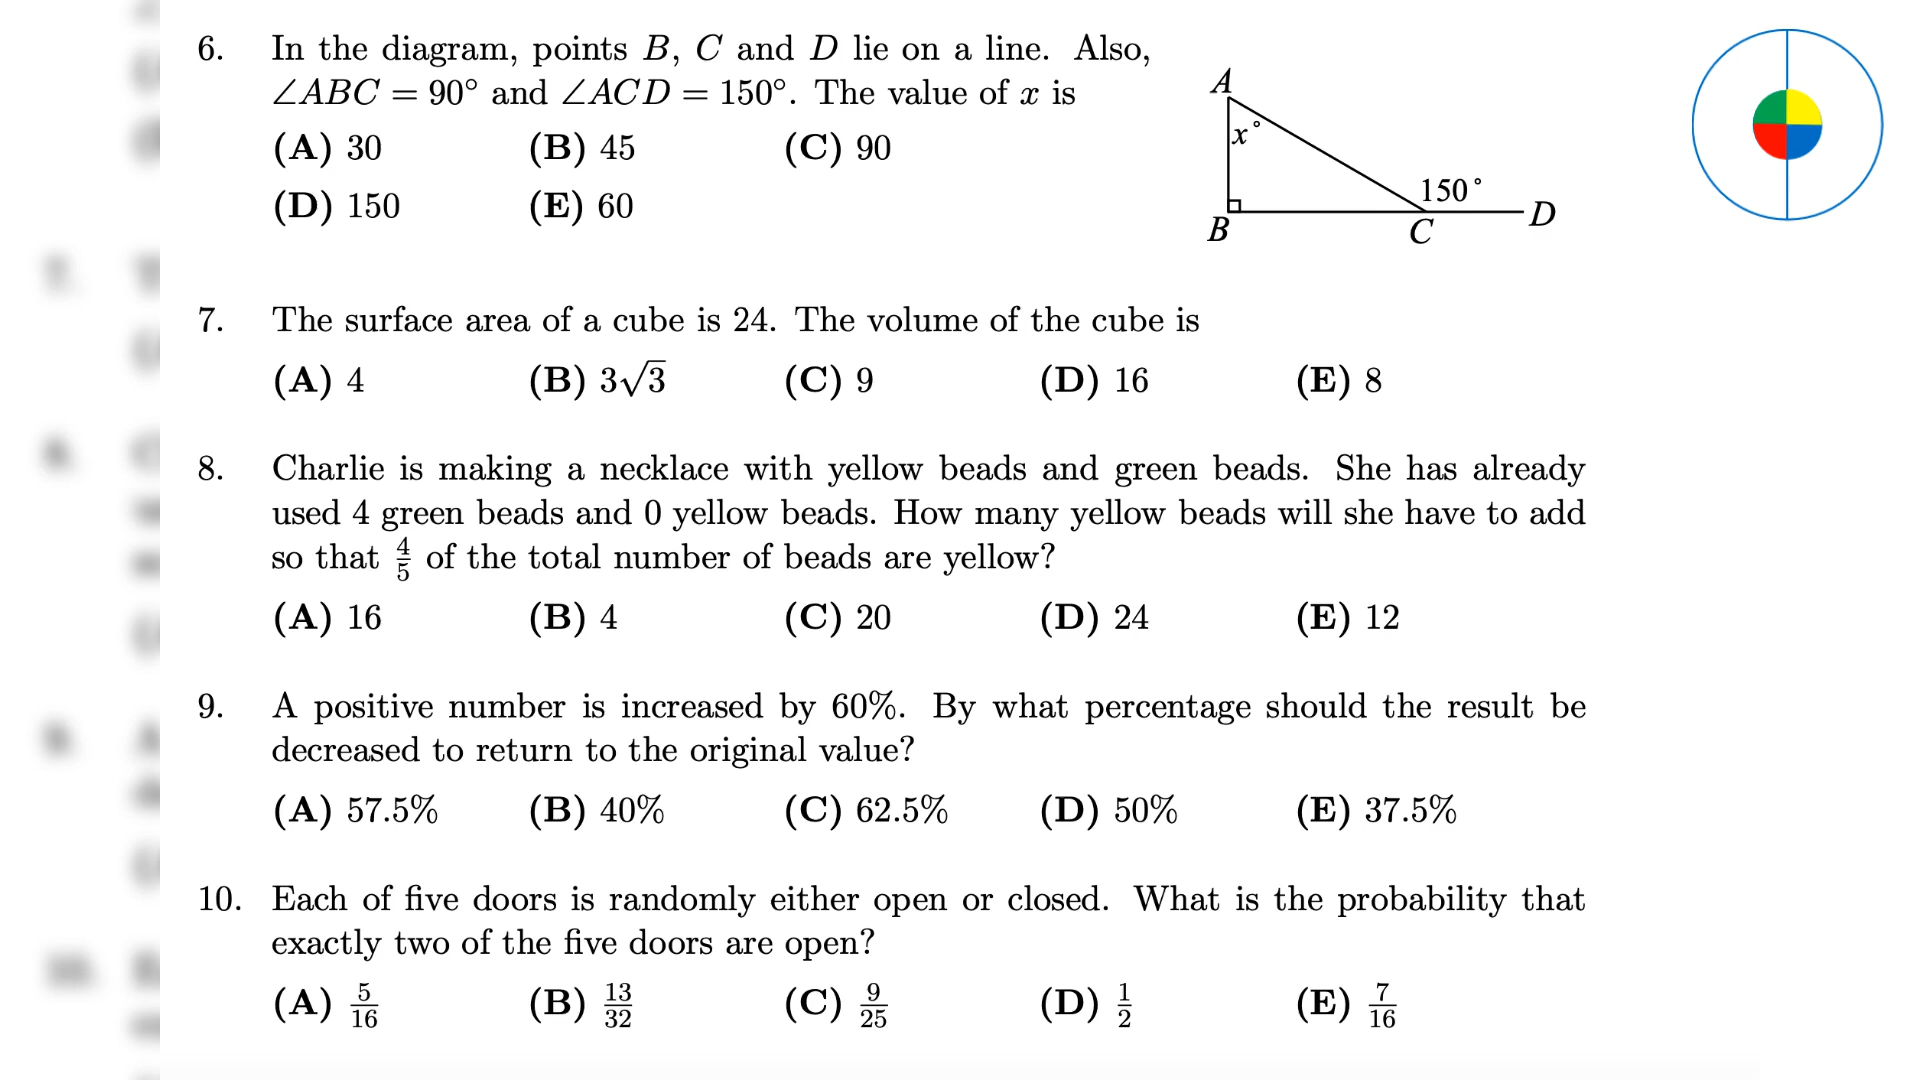 6. In the diagram, points B, C and D lie on a line. Also,
∠ABC = 90° and ∠ACD = 150°. The value of x is
(A) 30 (B) 45 (C) 90
(D) 150 (E) 60
A
x°
150°
B
C
D
7. The surface area of a cube is 24. The volume of the cube is
(A) 4 (B) 3√3 (C) 9 (D) 16 (E) 8
8. Charlie is making a necklace with yellow beads and green beads. She has already
used 4 green beads and 0 yellow beads. How many yellow beads will she have to add
so that 4/5 of the total number of beads are yellow?
(A) 16 (B) 4 (C) 20 (D) 24 (E) 12
9. A positive number is increased by 60%. By what percentage should the result be
decreased to return to the original value?
(A) 57.5% (B) 40% (C) 62.5% (D) 50% (E) 37.5%
10. Each of five doors is randomly either open or closed. What is the probability that
exactly two of the five doors are open?
(A) 5/16 (B) 13/32 (C) 9/25 (D) 1/2 (E) 7/16